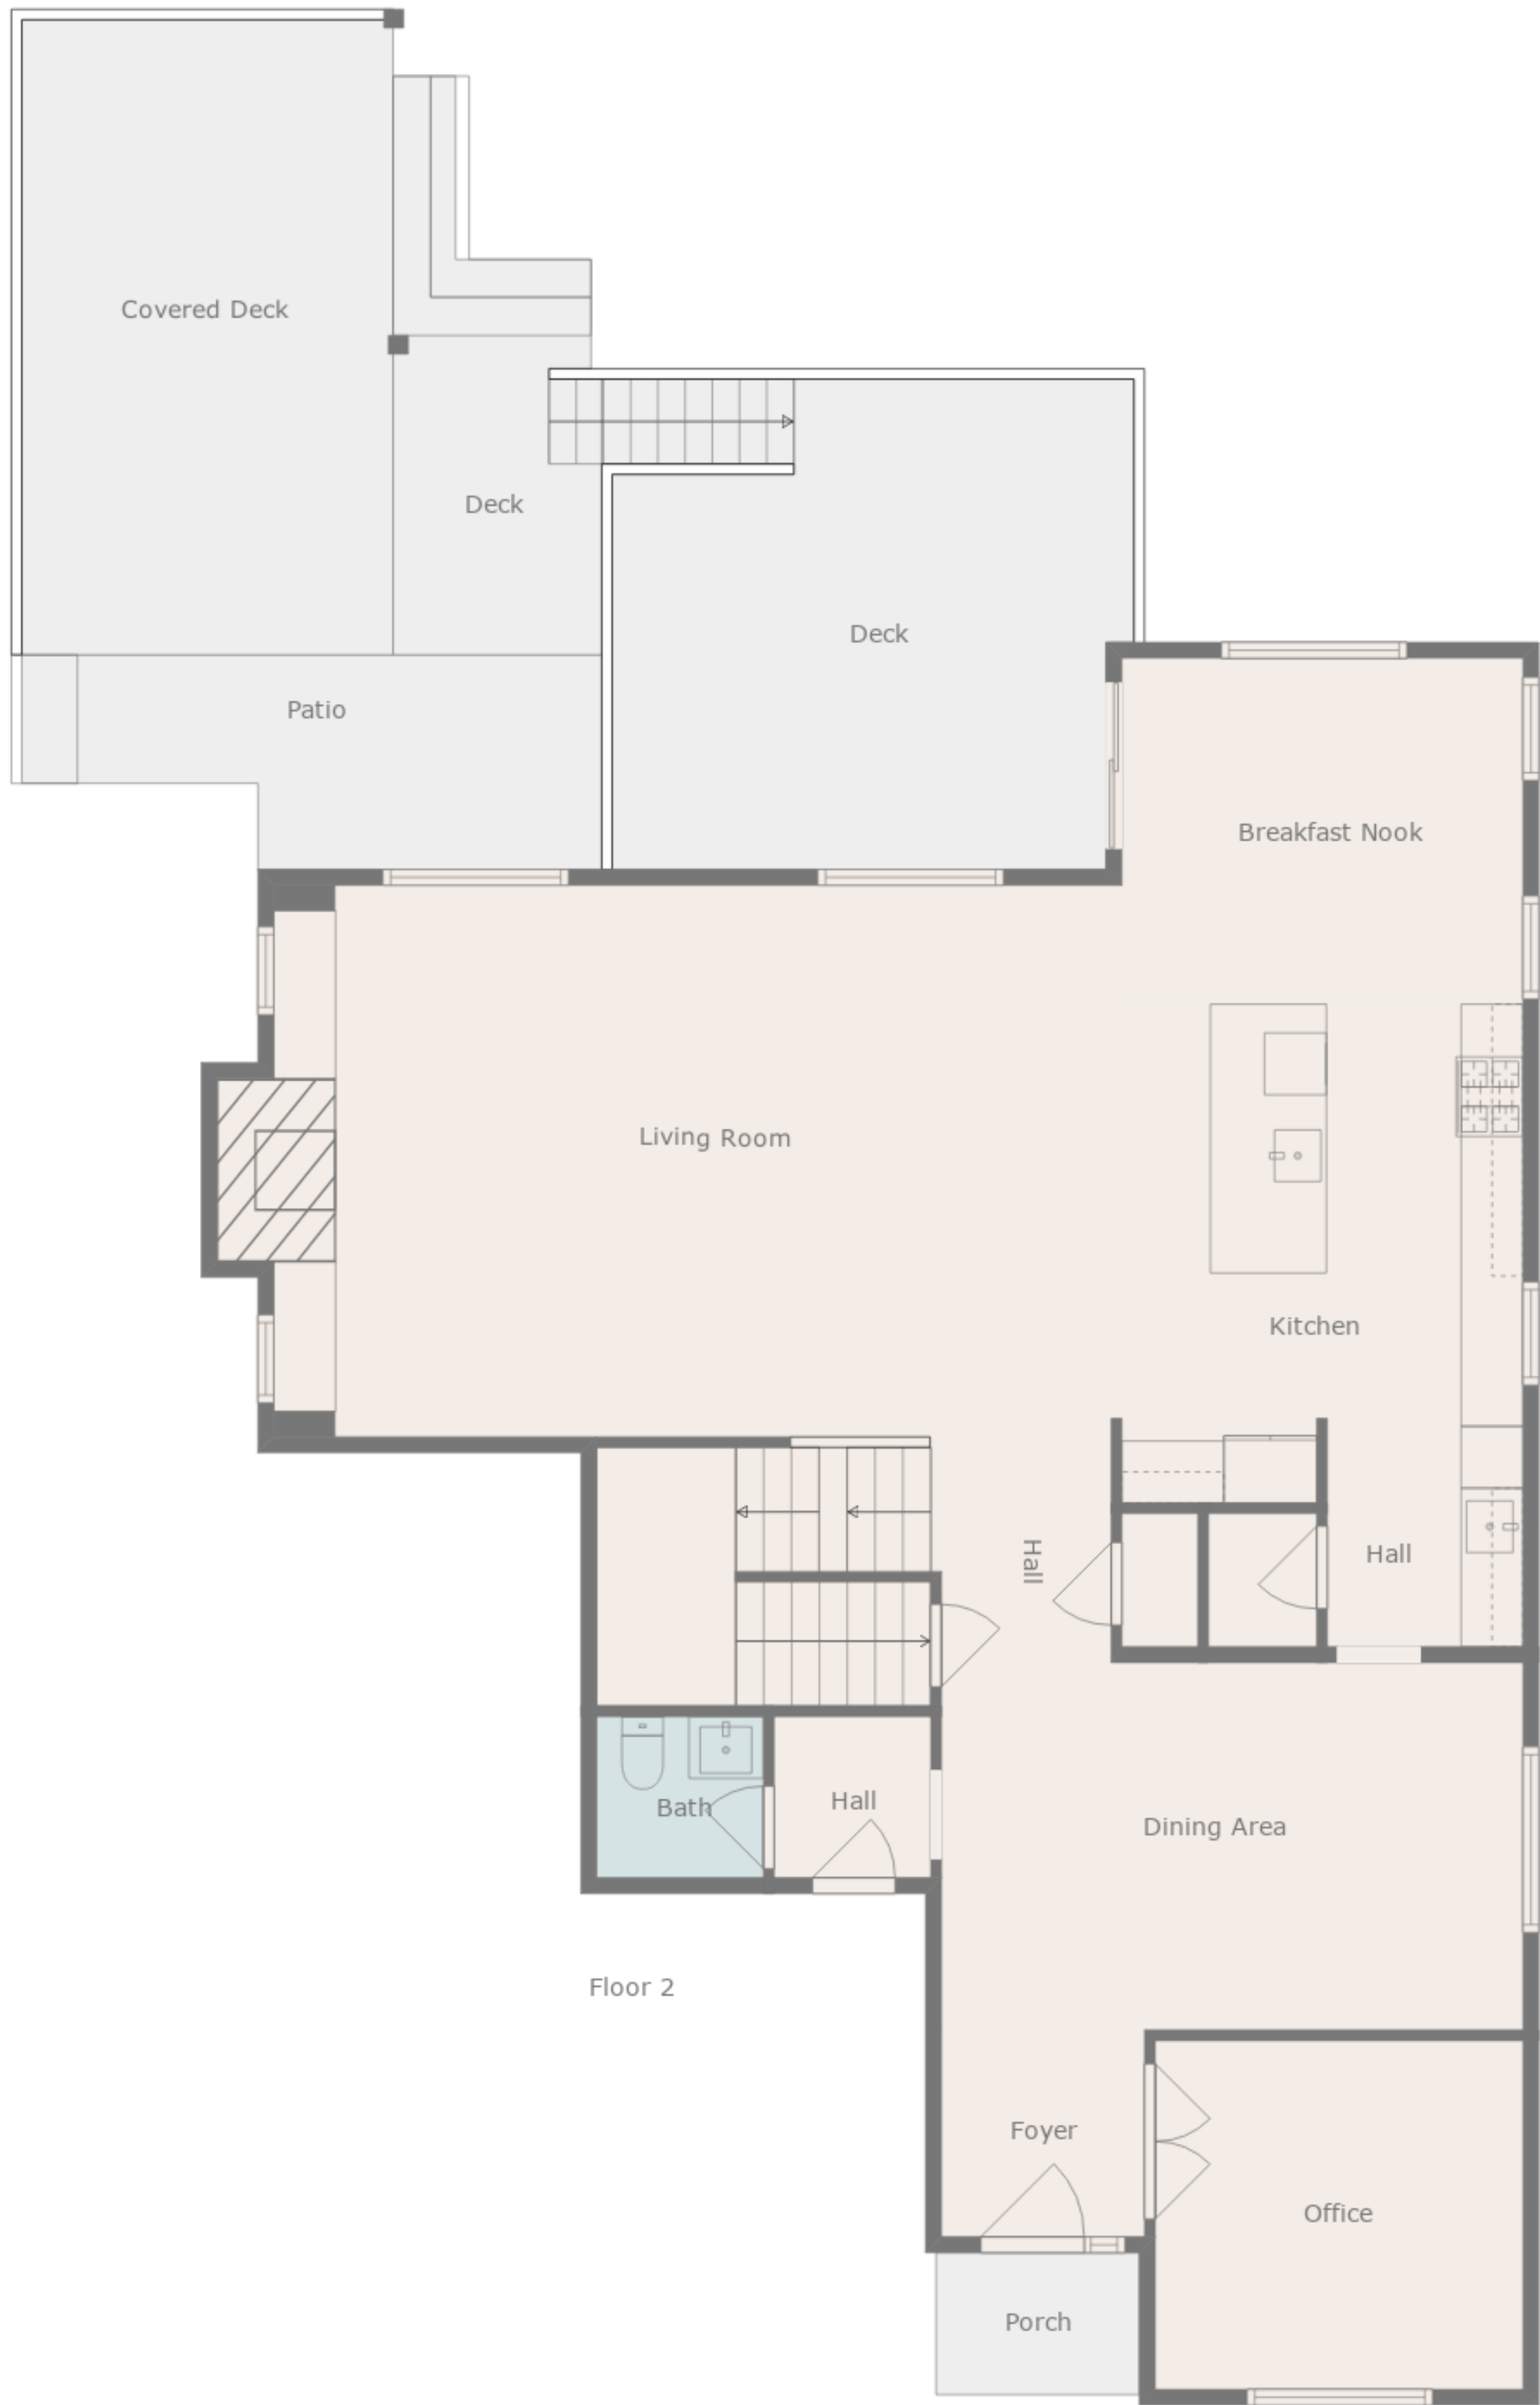 Covered Deck
Deck
Deck
Patio
Breakfast Nook
Living Room
Kitchen
Hall
Hall
Bath
Hall
Dining Area
Floor 2
Foyer
Office
Porch